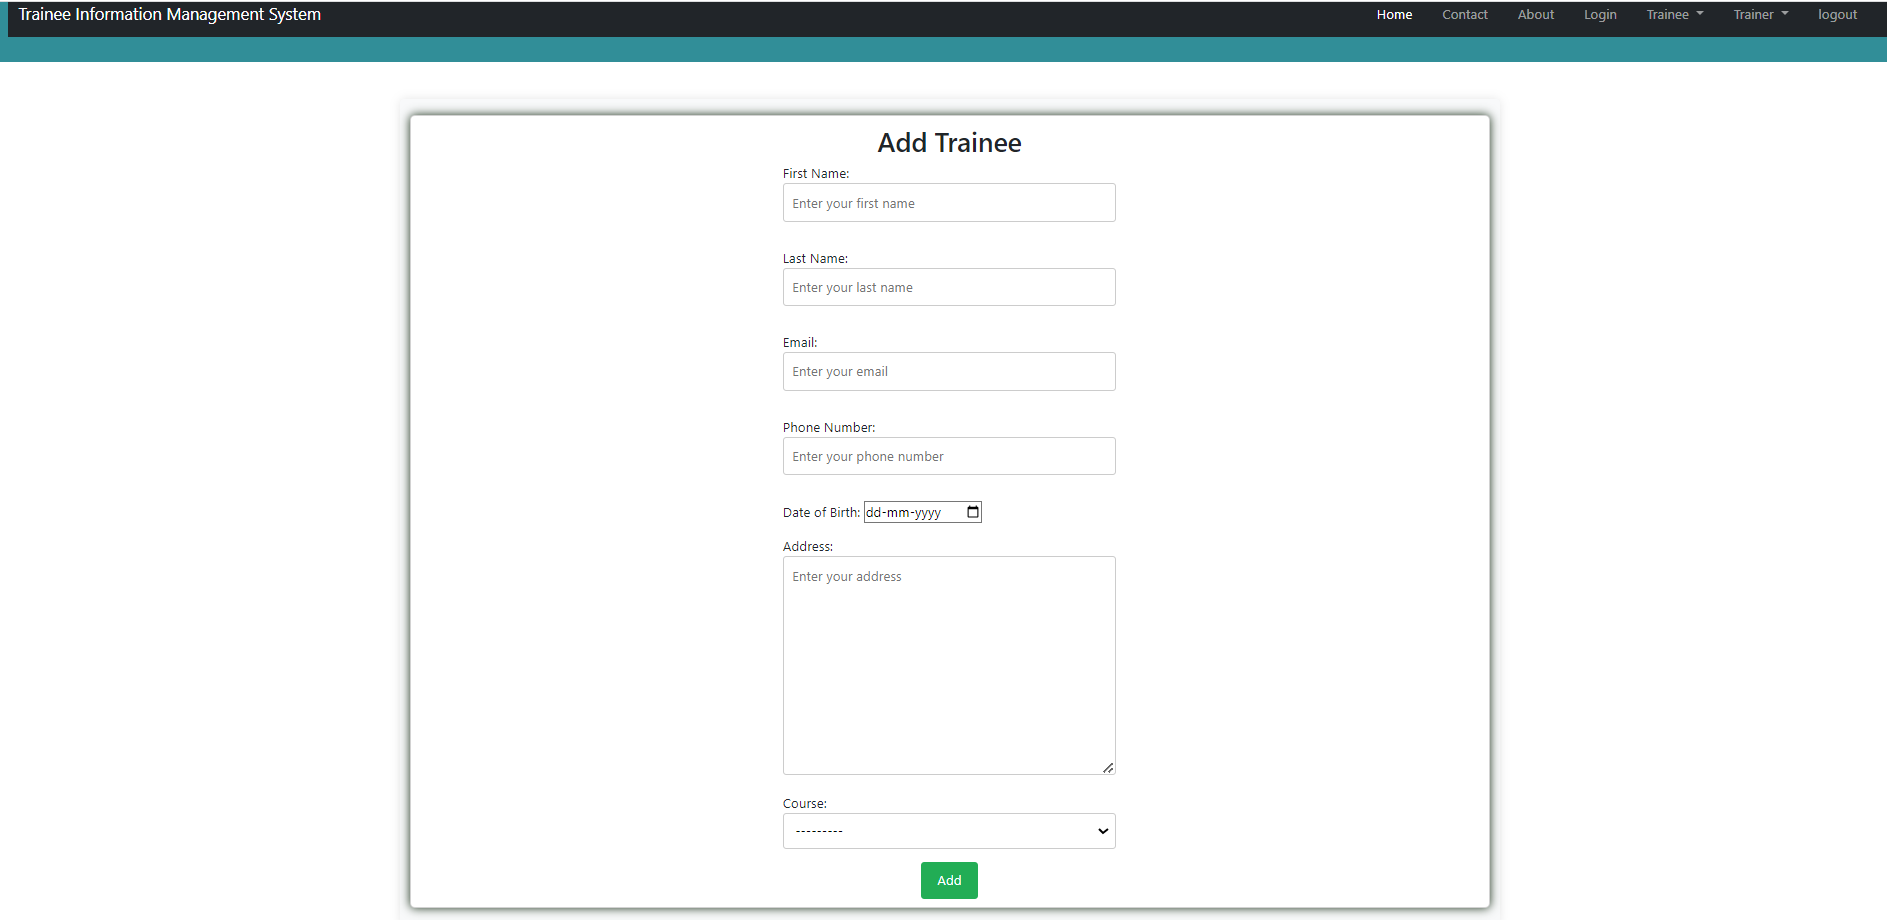 Trainee Information Management System Home Contact About Login Trainee Trainer logout
Add Trainee
First Name:
Enter your first name
Last Name:
Enter your last name
Email:
Enter your email
Phone Number:
Enter your phone number
Date of Birth: dd-mm-yyyy
Address:
Enter your address
Course:
---------
Add